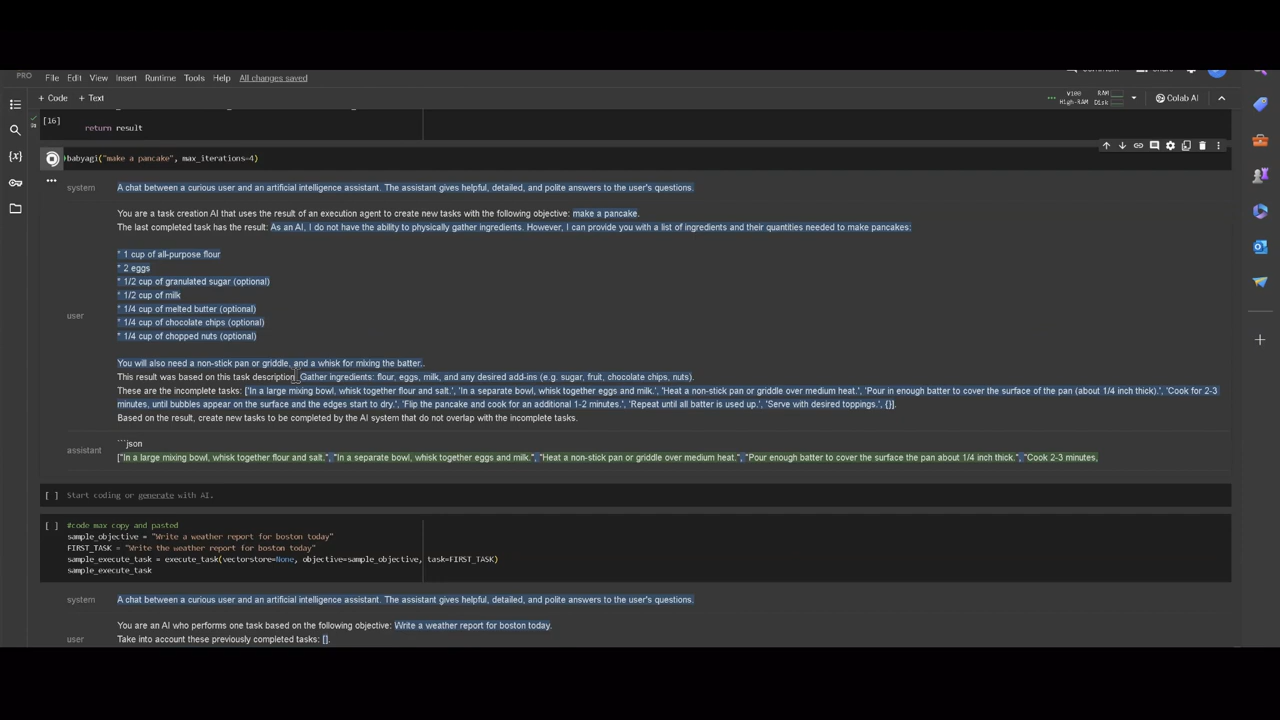 PRO
File Edit View Insert Runtime Tools Help All changes saved
+ Code + Text
V100 RAM
High-RAM Disk
Colab AI
[16]
return result
babyagi("make a pancake", max_iterations=4)
system
A chat between a curious user and an artificial intelligence assistant. The assistant gives helpful, detailed, and polite answers to the user's questions.
You are a task creation AI that uses the result of an execution agent to create new tasks with the following objective: make a pancake.
The last completed task has the result: As an AI, I do not have the ability to physically gather ingredients. However, I can provide you with a list of ingredients and their quantities needed to make pancakes:
* 1 cup of all-purpose flour
* 2 eggs
* 1/2 cup of granulated sugar (optional)
* 1/2 cup of milk
* 1/4 cup of melted butter (optional)
user
* 1/4 cup of chocolate chips (optional)
* 1/4 cup of chopped nuts (optional)
You will also need a non-stick pan or griddle, and a whisk for mixing the batter..
This result was based on this task description: Gather ingredients: flour, eggs, milk, and any desired add-ins (e.g. sugar, fruit, chocolate chips, nuts).
These are the incomplete tasks: ['In a large mixing bowl, whisk together flour and salt.', 'In a separate bowl, whisk together eggs and milk.', 'Heat a non-stick pan or griddle over medium heat.', 'Pour in enough batter to cover the surface of the pan (about 1/4 inch thick).', 'Cook for 2-3
minutes, until bubbles appear on the surface and the edges start to dry.', 'Flip the pancake and cook for an additional 1-2 minutes.', 'Repeat until all batter is used up.', 'Serve with desired toppings.', {}].
Based on the result, create new tasks to be completed by the AI system that do not overlap with the incomplete tasks.
```json
assistant
["In a large mixing bowl, whisk together flour and salt.", "In a separate bowl, whisk together eggs and milk.", "Heat a non-stick pan or griddle over medium heat.", "Pour enough batter to cover the surface the pan about 1/4 inch thick.", "Cook 2-3 minutes,
[ ] Start coding or generate with AI.
[ ] #code max copy and pasted
sample_objective = "Write a weather report for boston today"
FIRST_TASK = "Write the weather report for boston today"
sample_execute_task = execute_task(vectorstore=None, objective=sample_objective, task=FIRST_TASK)
sample_execute_task
system
A chat between a curious user and an artificial intelligence assistant. The assistant gives helpful, detailed, and polite answers to the user's questions.
You are an AI who performs one task based on the following objective: Write a weather report for boston today.
user
Take into account these previously completed tasks: [].